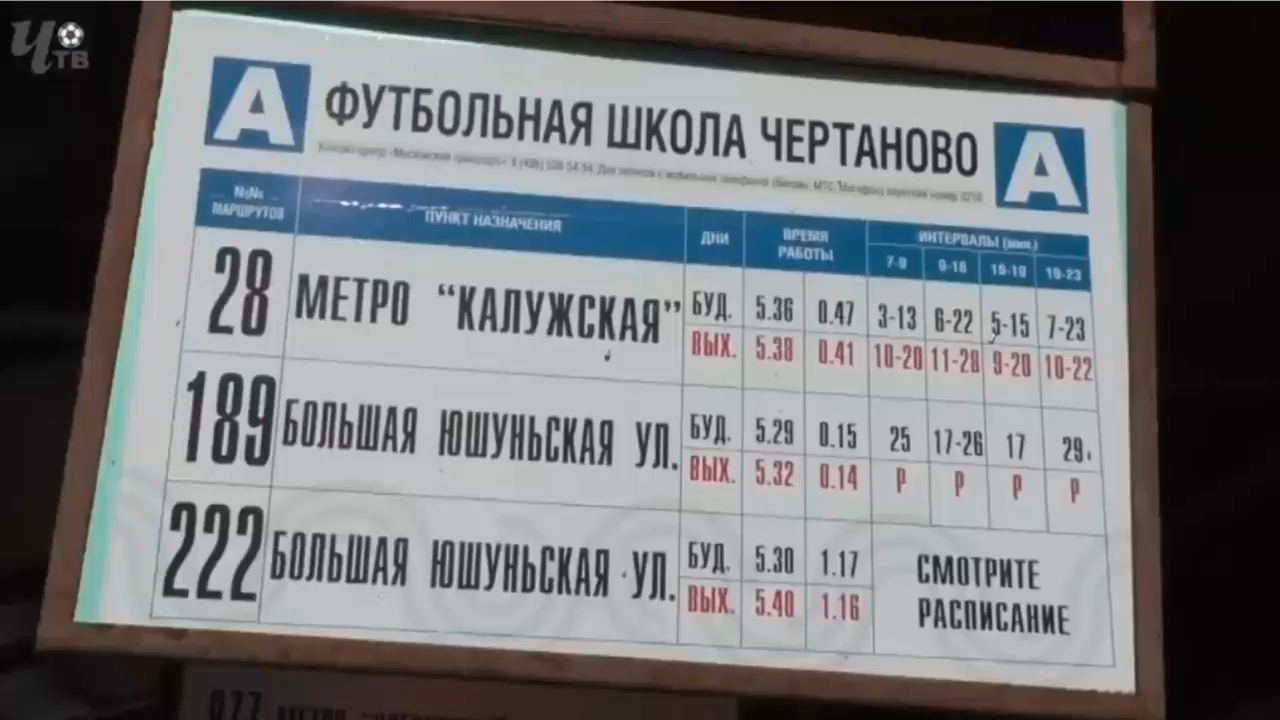 Ч ТВ
А ФУТБОЛЬНАЯ ШКОЛА ЧЕРТАНОВО А
№№ МАРШРУТОВ ПУНКТ НАЗНАЧЕНИЯ ДНИ ВРЕМЯ РАБОТЫ ИНТЕРВАЛЫ (мин.)
7-9 9-16 16-19 19-23
28 МЕТРО “КАЛУЖСКАЯ” БУД. 5.36 0.47 3-13 6-22 5-15 7-23
ВЫХ. 5.38 0.41 10-20 11-28 9-20 10-22
189 БОЛЬШАЯ ЮШУНЬСКАЯ УЛ. БУД. 5.29 0.15 25 17-26 17 29
ВЫХ. 5.32 0.14 Р Р Р Р
222 БОЛЬШАЯ ЮШУНЬСКАЯ УЛ. БУД. 5.30 1.17 СМОТРИТЕ
ВЫХ. 5.40 1.16 РАСПИСАНИЕ